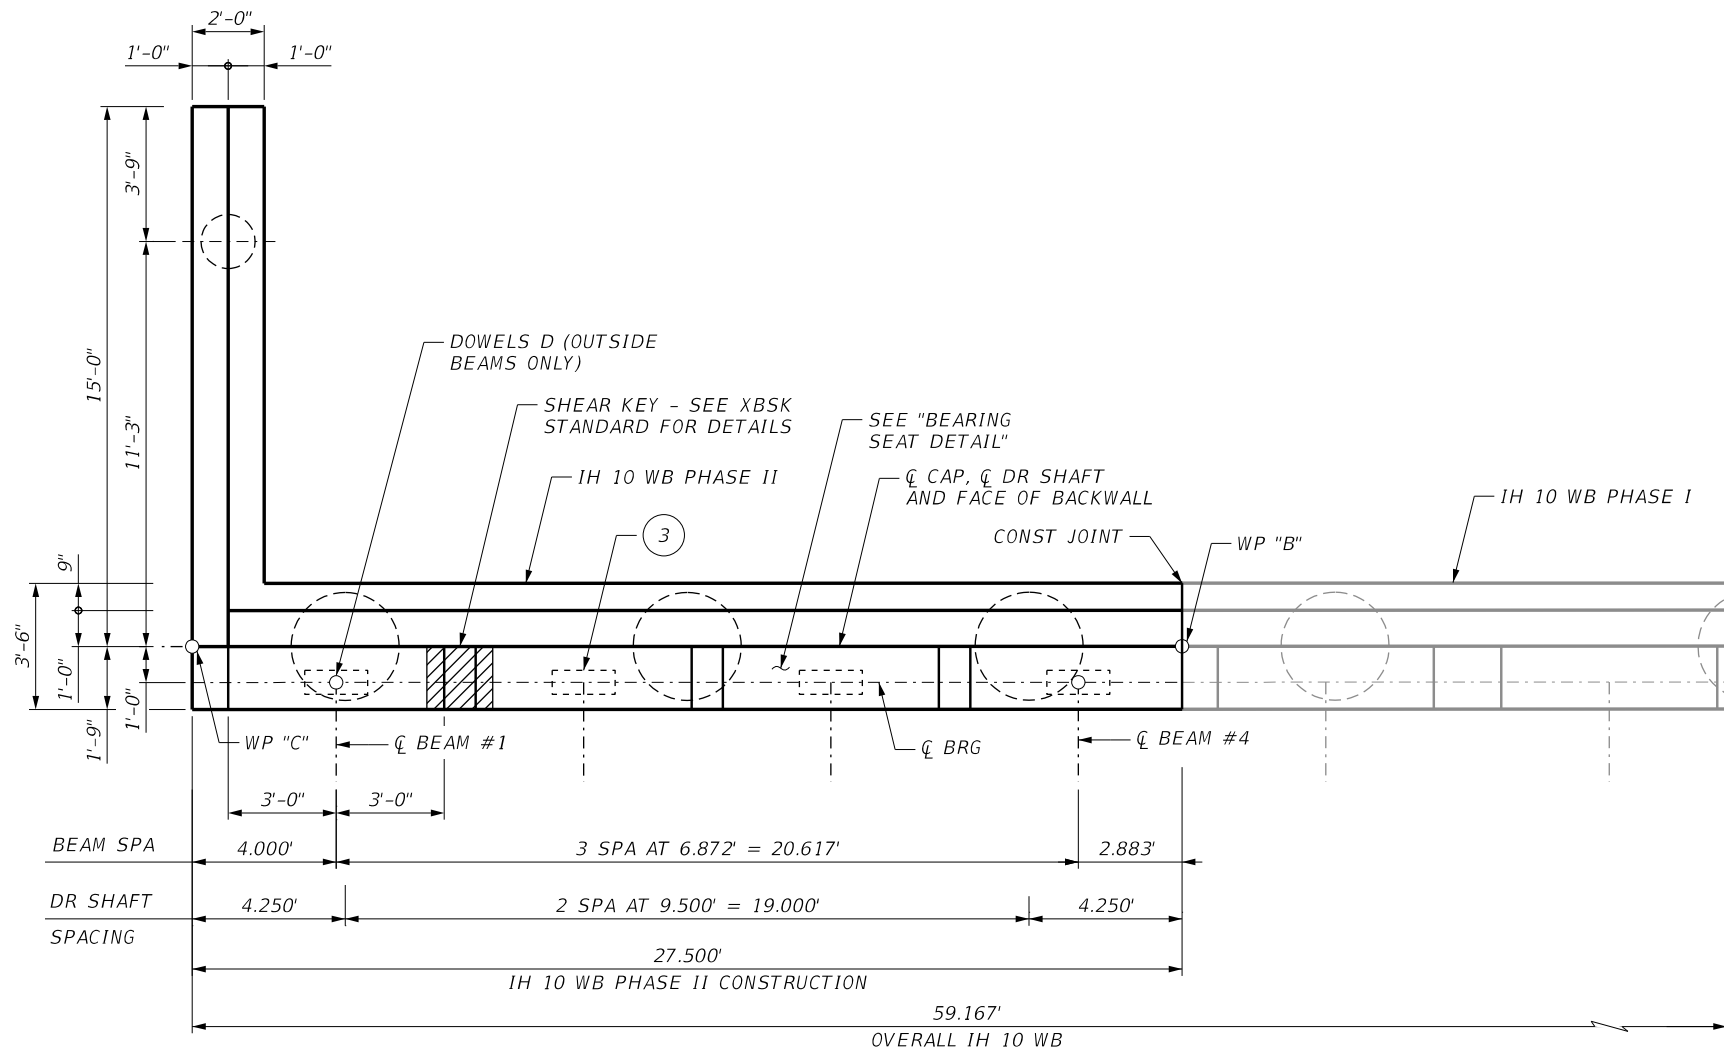 2'-0"
1'-0"
1'-0"
3'-9"
15'-0"
11'-3"
DOWELS D (OUTSIDE
BEAMS ONLY)
SHEAR KEY - SEE XBSK
STANDARD FOR DETAILS
SEE "BEARING
SEAT DETAIL"
IH 10 WB PHASE II
℄ CAP, ℄ DR SHAFT
AND FACE OF BACKWALL
IH 10 WB PHASE I
3
CONST JOINT
WP "B"
9"
3'-6"
1'-0"
1'-9"
1'-0"
WP "C"
℄ BEAM #1
℄ BRG
℄ BEAM #4
3'-0"
3'-0"
BEAM SPA
4.000'
3 SPA AT 6.872' = 20.617'
2.883'
DR SHAFT
SPACING
4.250'
2 SPA AT 9.500' = 19.000'
4.250'
27.500'
IH 10 WB PHASE II CONSTRUCTION
59.167'
OVERALL IH 10 WB